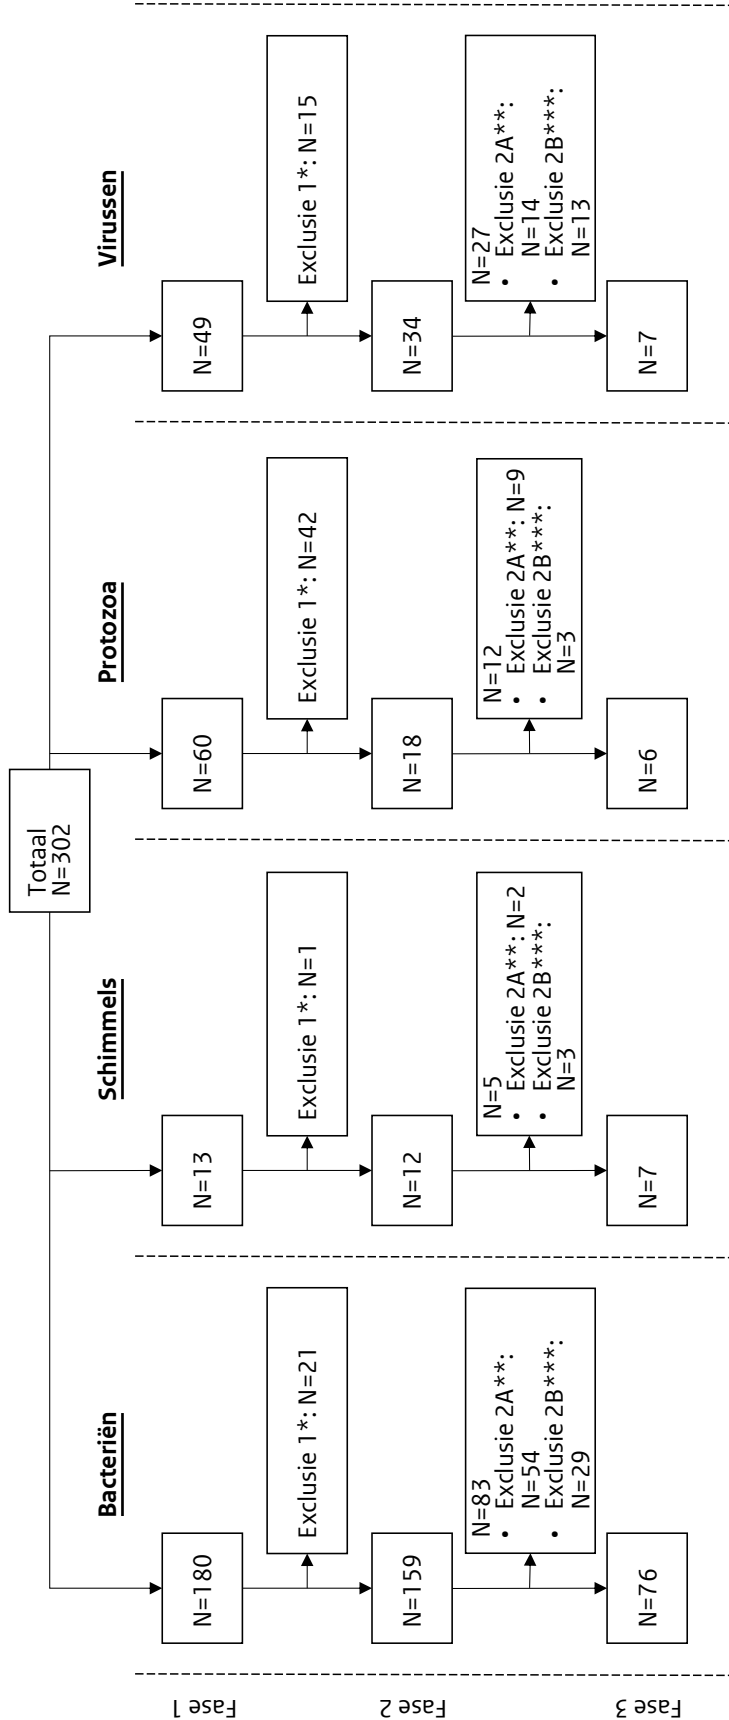 Totaal
N=302
Bacteriën
Schimmels
Protozoa
Virussen
Fase 1
N=180
N=13
N=60
N=49
Exclusie 1*: N=21
Exclusie 1*: N=1
Exclusie 1*: N=42
Exclusie 1*: N=15
Fase 2
N=159
N=12
N=18
N=34
N=83
• Exclusie 2A**:
N=54
• Exclusie 2B***:
N=29
N=5
• Exclusie 2A**: N=2
• Exclusie 2B***:
N=3
N=12
• Exclusie 2A**: N=9
• Exclusie 2B***:
N=3
N=27
• Exclusie 2A**:
N=14
• Exclusie 2B***:
N=13
Fase 3
N=76
N=7
N=6
N=7